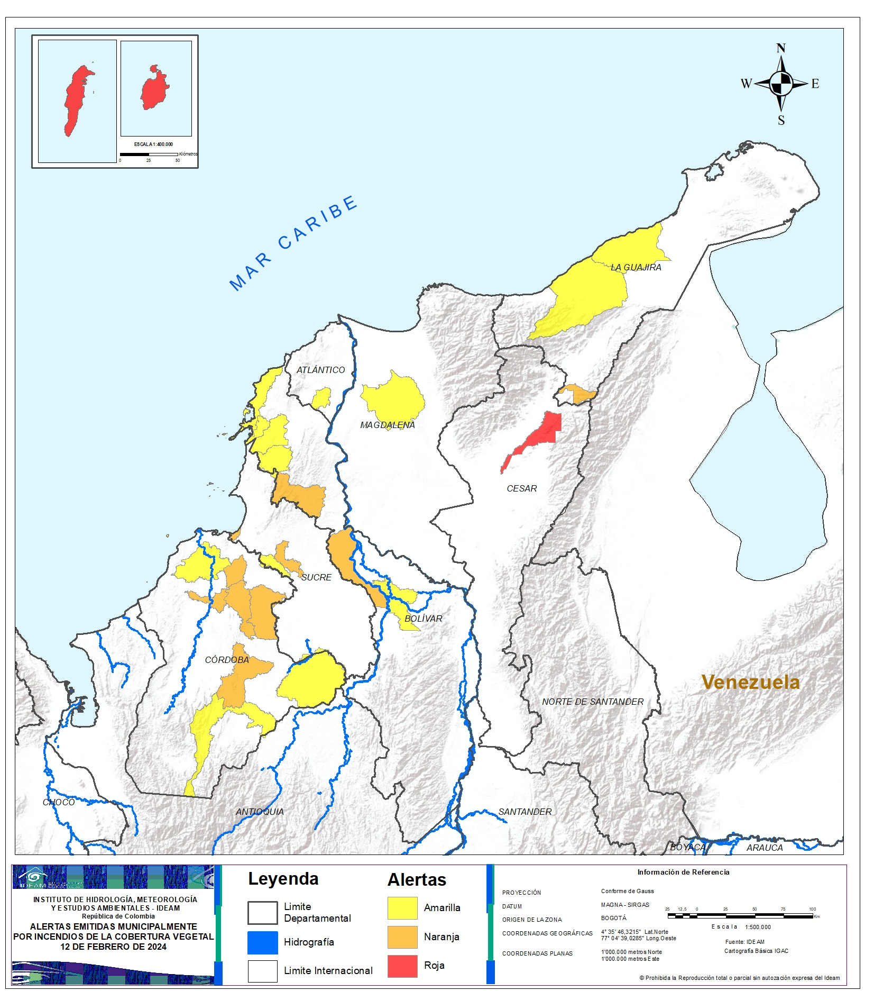 ESCALA 1:400.000
Kilómetros
0 25 50
N
W E
S
MAR CARIBE
LA GUAJIRA
ATLÁNTICO
MAGDALENA
CESAR
SUCRE
BOLÍVAR
CÓRDOBA
Venezuela
NORTE DE SANTANDER
CHOCÓ
ANTIOQUIA
SANTANDER
BOYACÁ
ARAUCA
IDEAM
INSTITUTO DE HIDROLOGÍA, METEOROLOGÍA
Y ESTUDIOS AMBIENTALES - IDEAM
República de Colombia
ALERTAS EMITIDAS MUNICIPALMENTE
POR INCENDIOS DE LA COBERTURA VEGETAL
12 DE FEBRERO DE 2024
Leyenda
Limite
Departamental
Hidrografía
Limite Internacional
Alertas
Amarilla
Naranja
Roja
Información de Referencia
PROYECCIÓN Conforme de Gauss
DATUM MAGNA - SIRGAS
ORIGEN DE LA ZONA BOGOTÁ
COORDENADAS GEOGRÁFICAS 4° 35' 46,3215" Lat.Norte
77° 04' 39,0285" Long.Oeste
COORDENADAS PLANAS 1'000.000 metros Norte
1'000.000 metros Este
25 12,5 0 25 50 75 100
Km
Escala 1:500.000
Fuente: IDEAM
Cartografía Básica IGAC
© Prohibida la Reproducción total o parcial sin autozación expresa del Ideam